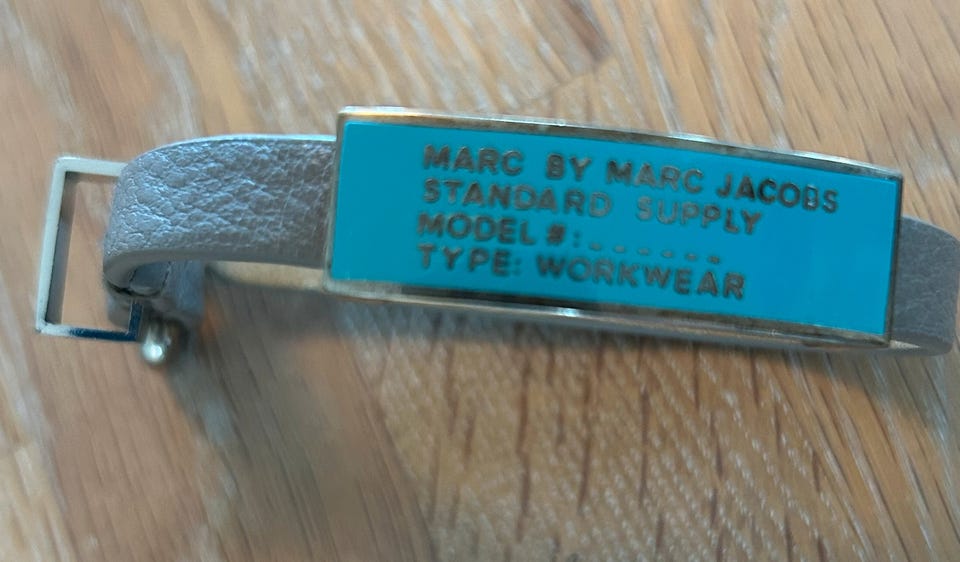 MARC BY MARC JACOBS
STANDARD SUPPLY
MODEL #: _ _ _ _ _ _
TYPE: WORKWEAR